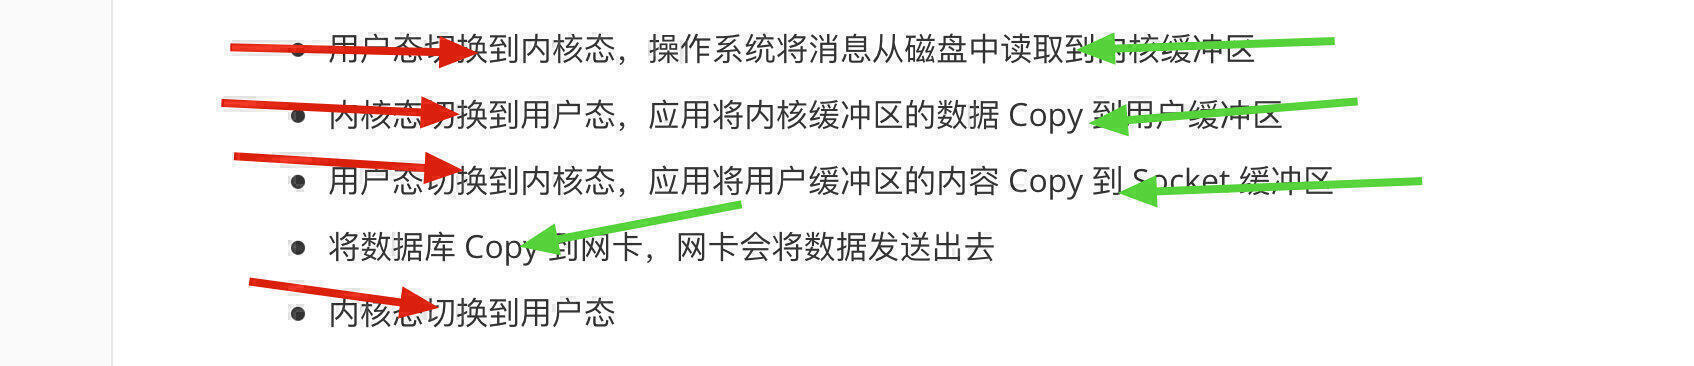 用户态切换到内核态，操作系统将消息从磁盘中读取到内核缓冲区
内核态切换到用户态，应用将内核缓冲区的数据 Copy 到用户缓冲区
用户态切换到内核态，应用将用户缓冲区的内容 Copy 到 Socket 缓冲区
将数据库 Copy 到网卡，网卡会将数据发送出去
内核态切换到用户态